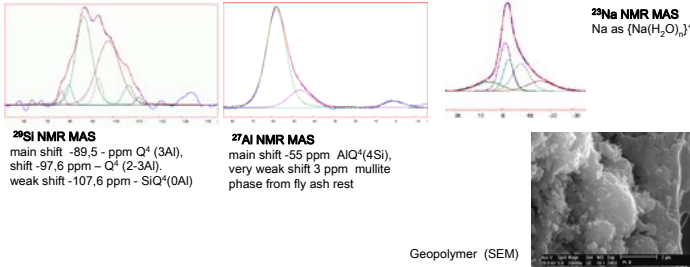 ²³Na NMR MAS
Na as {Na(H₂O)ₙ}⁺
²⁹Si NMR MAS
main shift -89,5 - ppm Q⁴ (3Al),
shift -97,6 ppm – Q⁴ (2-3Al).
weak shift -107,6 ppm - SiQ⁴(0Al)
²⁷Al NMR MAS
main shift -55 ppm AlQ⁴(4Si),
very weak shift 3 ppm mullite
phase from fly ash rest
Geopolymer (SEM)